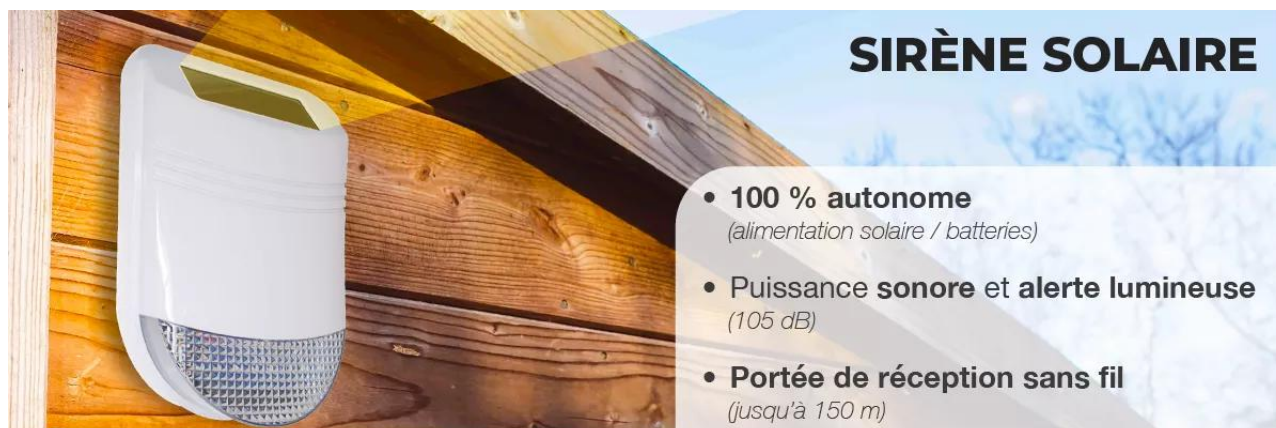 SIRÈNE SOLAIRE
• 100 % autonome
(alimentation solaire / batteries)
• Puissance sonore et alerte lumineuse
(105 dB)
• Portée de réception sans fil
(jusqu'à 150 m)